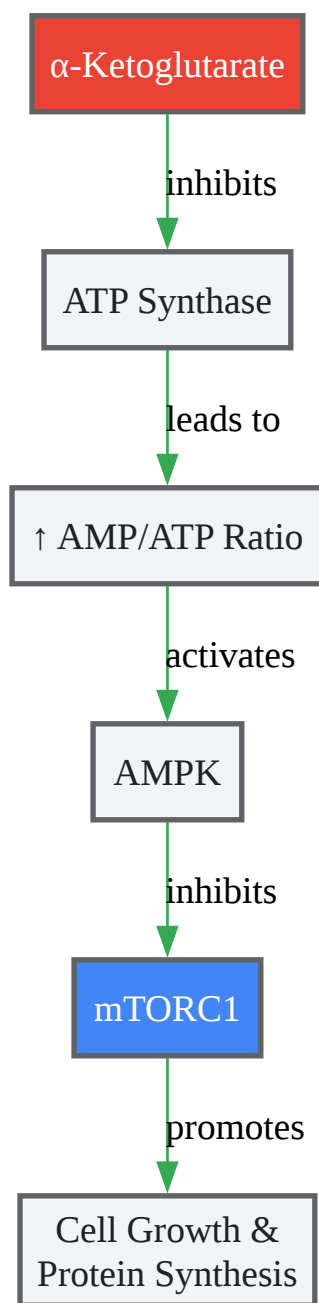 α-Ketoglutarate
inhibits
ATP Synthase
leads to
↑ AMP/ATP Ratio
activates
AMPK
inhibits
mTORC1
promotes
Cell Growth &
Protein Synthesis